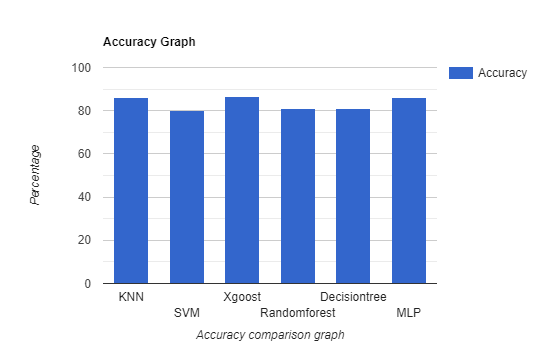 Accuracy Graph
Accuracy
100
80
60
40
20
0
Percentage
KNN
SVM
Xgoost
Randomforest
Decisiontree
MLP
Accuracy comparison graph